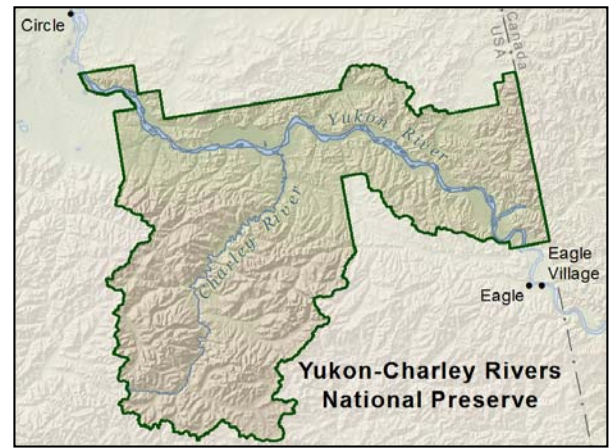 Circle
Canada
USA
Yukon River
Charley River
Eagle
Village
Eagle
Yukon-Charley Rivers
National Preserve